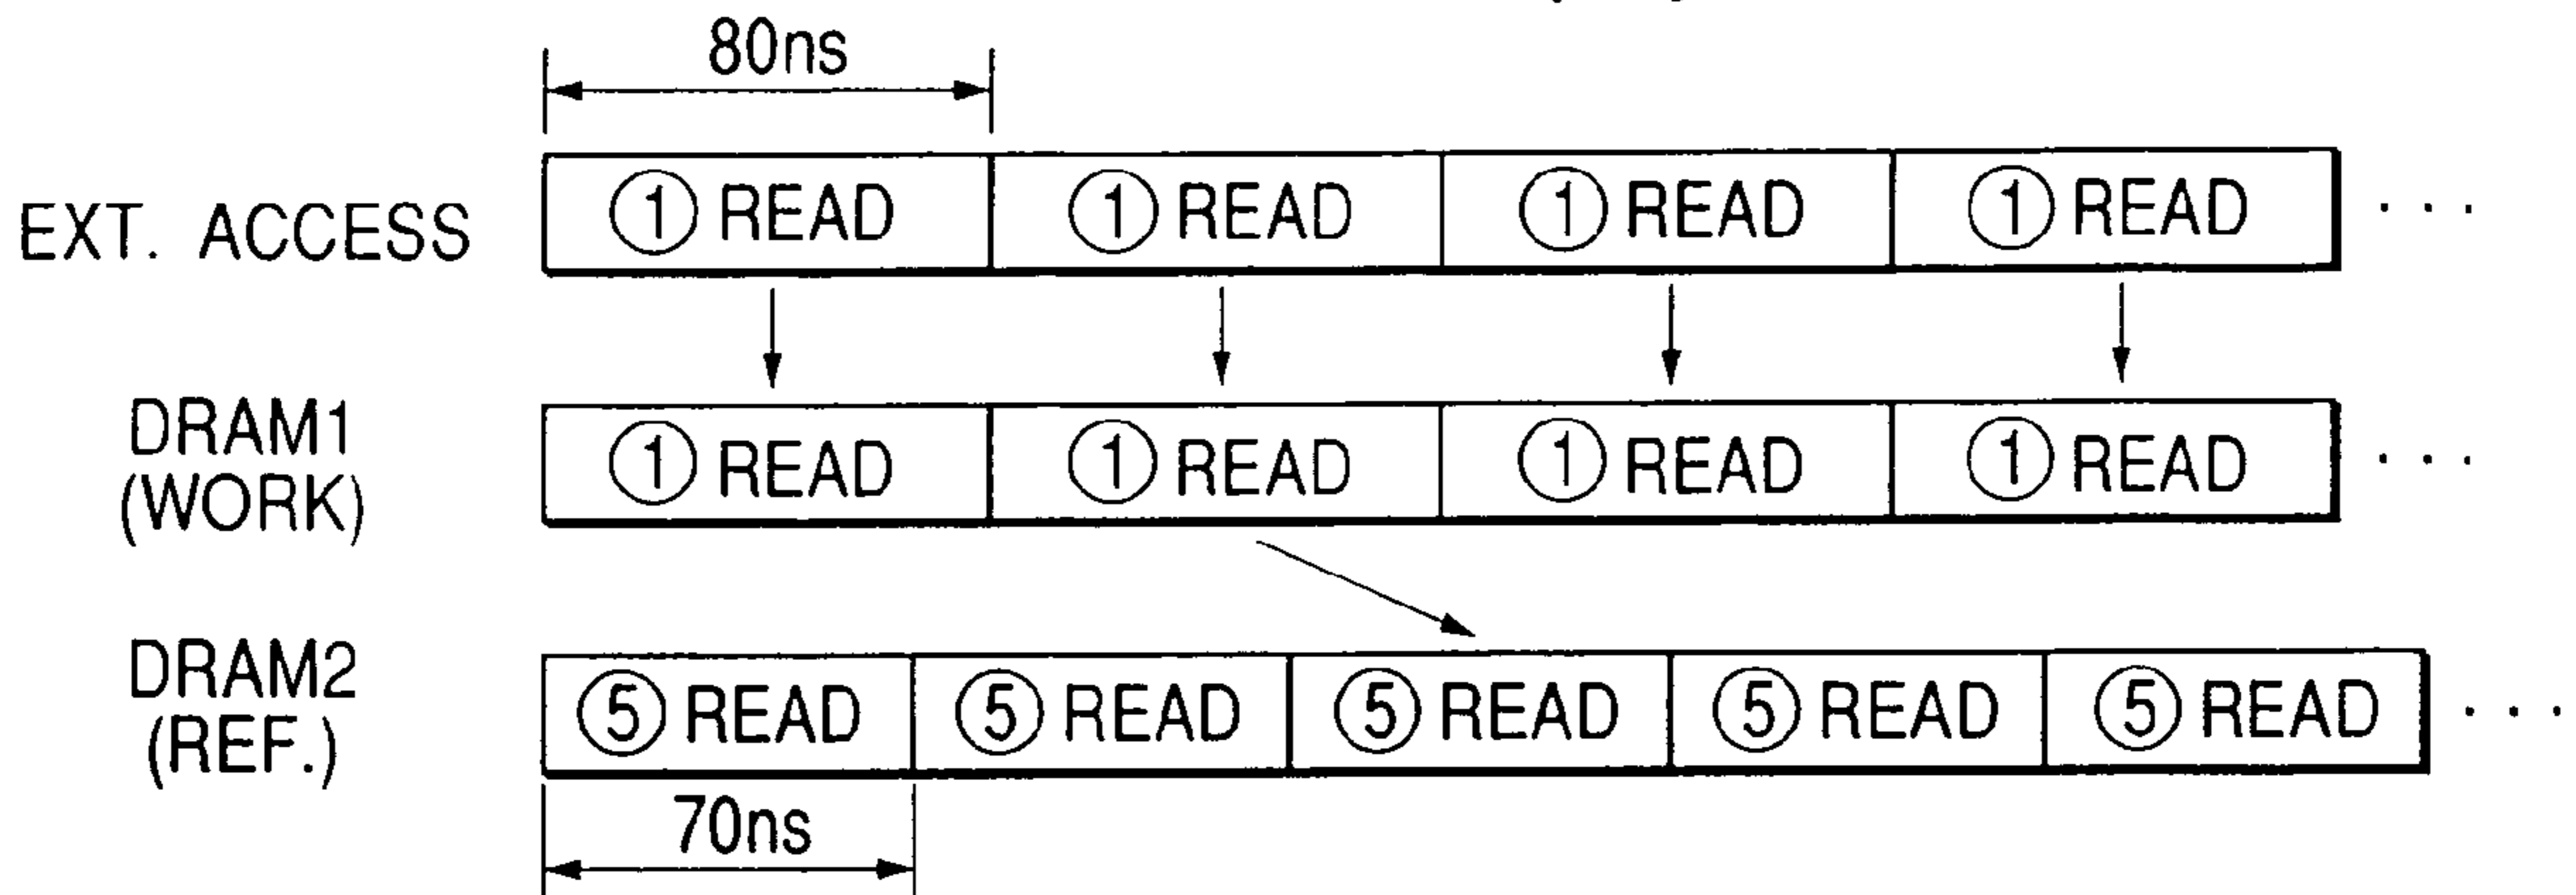 80ns
EXT. ACCESS ① READ ① READ ① READ ① READ ···
DRAM1
(WORK)
① READ ① READ ① READ ① READ ···
DRAM2
(REF.)
⑤ READ ⑤ READ ⑤ READ ⑤ READ ⑤ READ ···
70ns